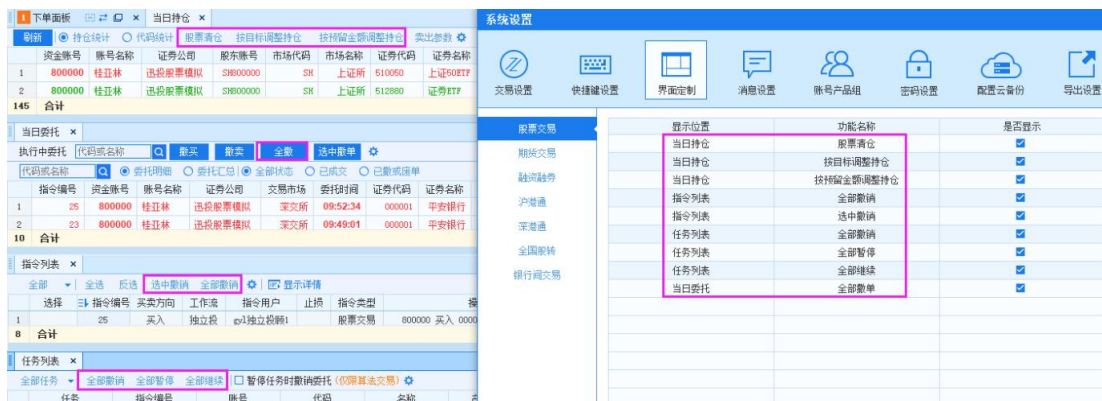 1 下单面板 当日持仓 ×
刷新 持仓统计 代码统计 股票清仓 按目标调整持仓 按预留金额调整持仓 卖出参数
资金账号 账号名称 证券公司 股东账号 市场代码 市场名称 证券代码 证券名称
1 800000 桂亚林 迅投股票模拟 SH800000 SH 上证所 510050 上证50ETF
2 800000 桂亚林 迅投股票模拟 SH800000 SH 上证所 512880 证券ETF
145 合计
当日委托 ×
执行中委托 代码或名称 撤买 撤卖 全撤 选中撤单
代码或名称 委托明细 委托汇总 全部状态 已成交 已撤或废单
指令编号 资金账号 账号名称 证券公司 交易市场 委托时间 证券代码 证券名称
1 25 800000 桂亚林 迅投股票模拟 深交所 09:52:34 000001 平安银行
2 23 800000 桂亚林 迅投股票模拟 深交所 09:49:01 000001 平安银行
10 合计
指令列表 ×
全部 全选 反选 选中撤销 全部撤销 显示详情
选择 指令编号 买卖方向 工作流 指令用户 止损 指令类型
1 25 买入 独立投 gyl独立投顾1 股票交易 800000 买入 0000
8 合计
任务列表 ×
全部任务 全部撤销 全部暂停 全部继续 暂停任务时撤销委托 (仅限算法交易)
任务 指令编号 账号 代码 名称
系统设置
交易设置 快捷键设置 界面定制 消息设置 账号产品组 密码设置 配置云备份 导出设置
股票交易
期货交易
融资融券
沪港通
深港通
全国股转
银行间交易
显示位置 功能名称 是否显示
当日持仓 股票清仓
当日持仓 按目标调整持仓
当日持仓 按预留金额调整持仓
指令列表 全部撤销
指令列表 选中撤销
任务列表 全部撤销
任务列表 全部暂停
任务列表 全部继续
当日委托 全部撤单